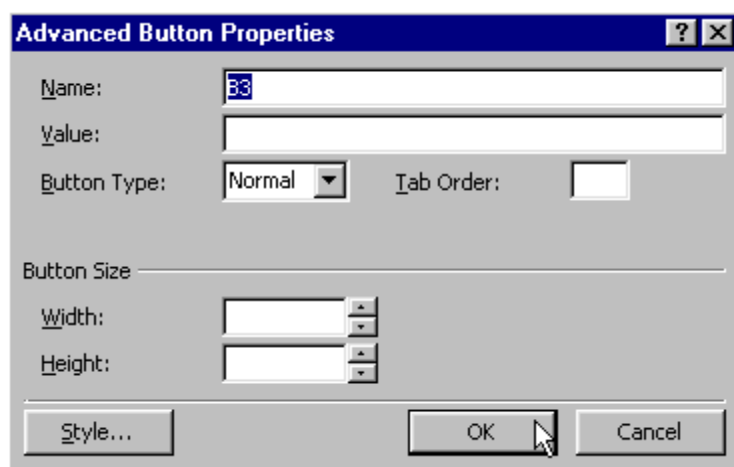 Advanced Button Properties
Name: B3
Value:
Button Type: Normal Tab Order:
Button Size
Width:
Height:
Style... OK Cancel